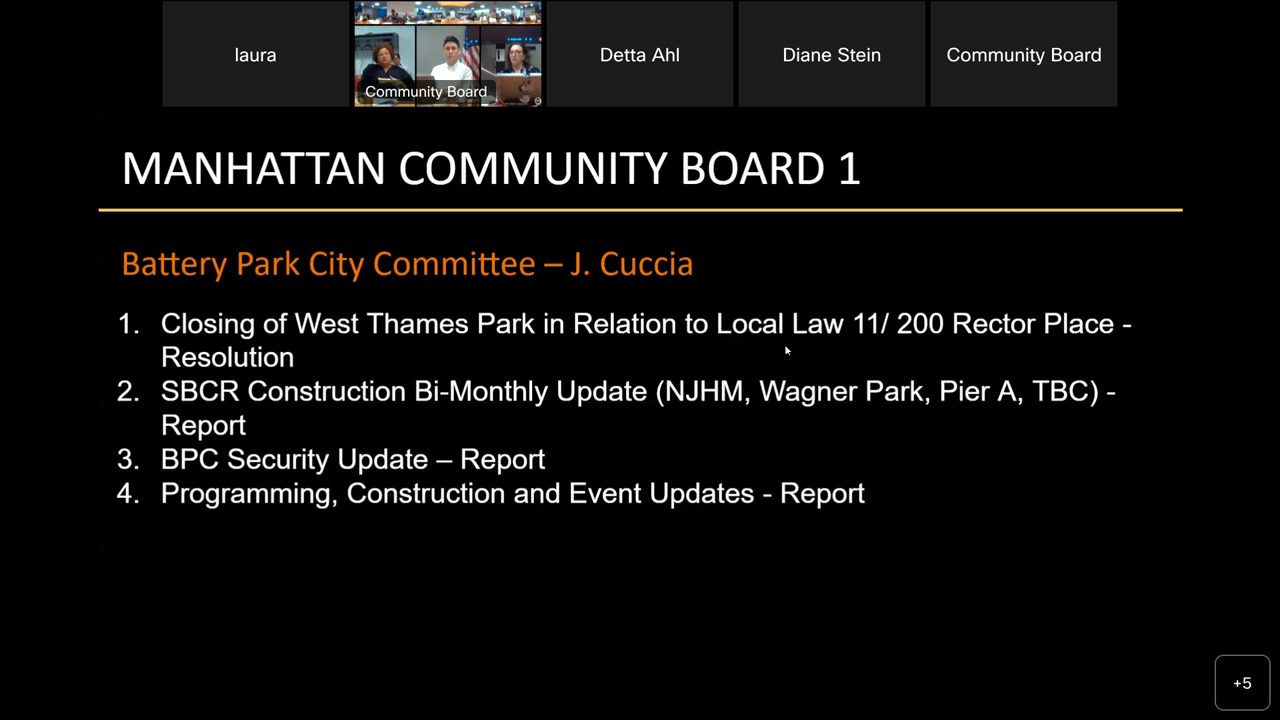 laura
Community Board
Detta Ahl
Diane Stein
Community Board
MANHATTAN COMMUNITY BOARD 1
Battery Park City Committee – J. Cuccia
1. Closing of West Thames Park in Relation to Local Law 11/ 200 Rector Place -
Resolution
2. SBCR Construction Bi-Monthly Update (NJHM, Wagner Park, Pier A, TBC) -
Report
3. BPC Security Update – Report
4. Programming, Construction and Event Updates - Report
+5